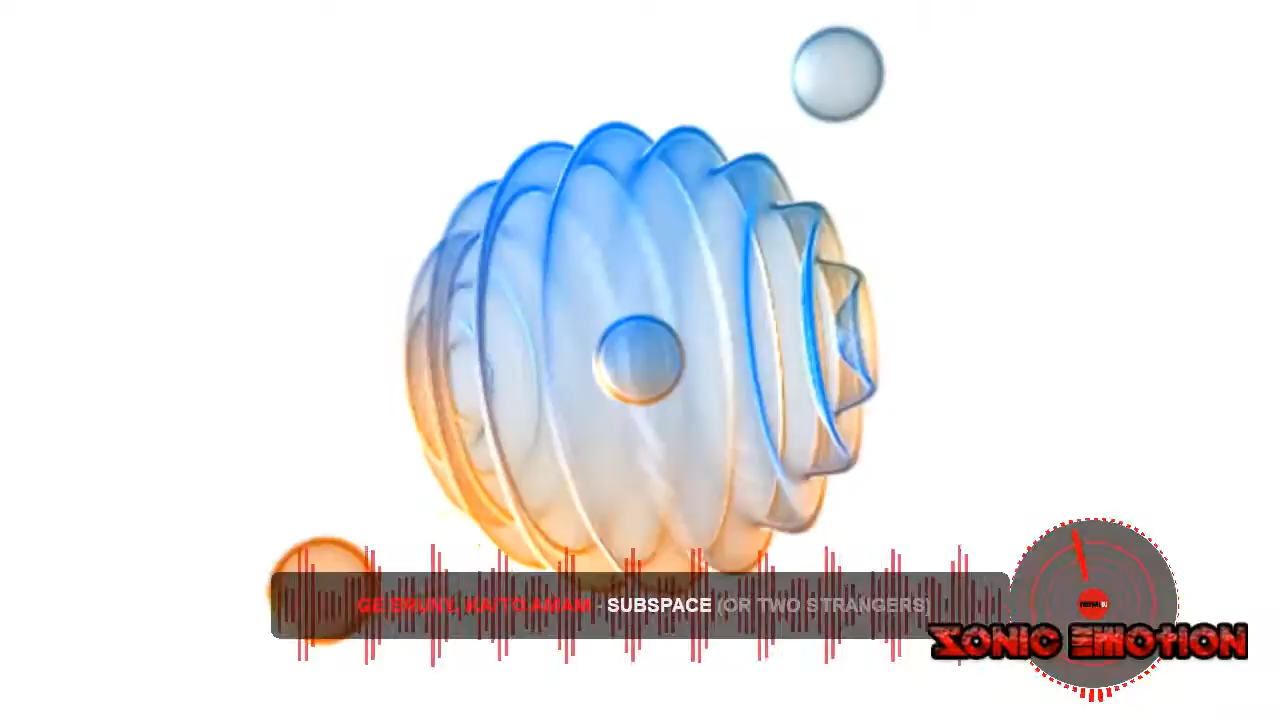 GE BRUNY, KAITO AMAM - SUBSPACE (OR TWO STRANGERS)
SONIC EMOTION